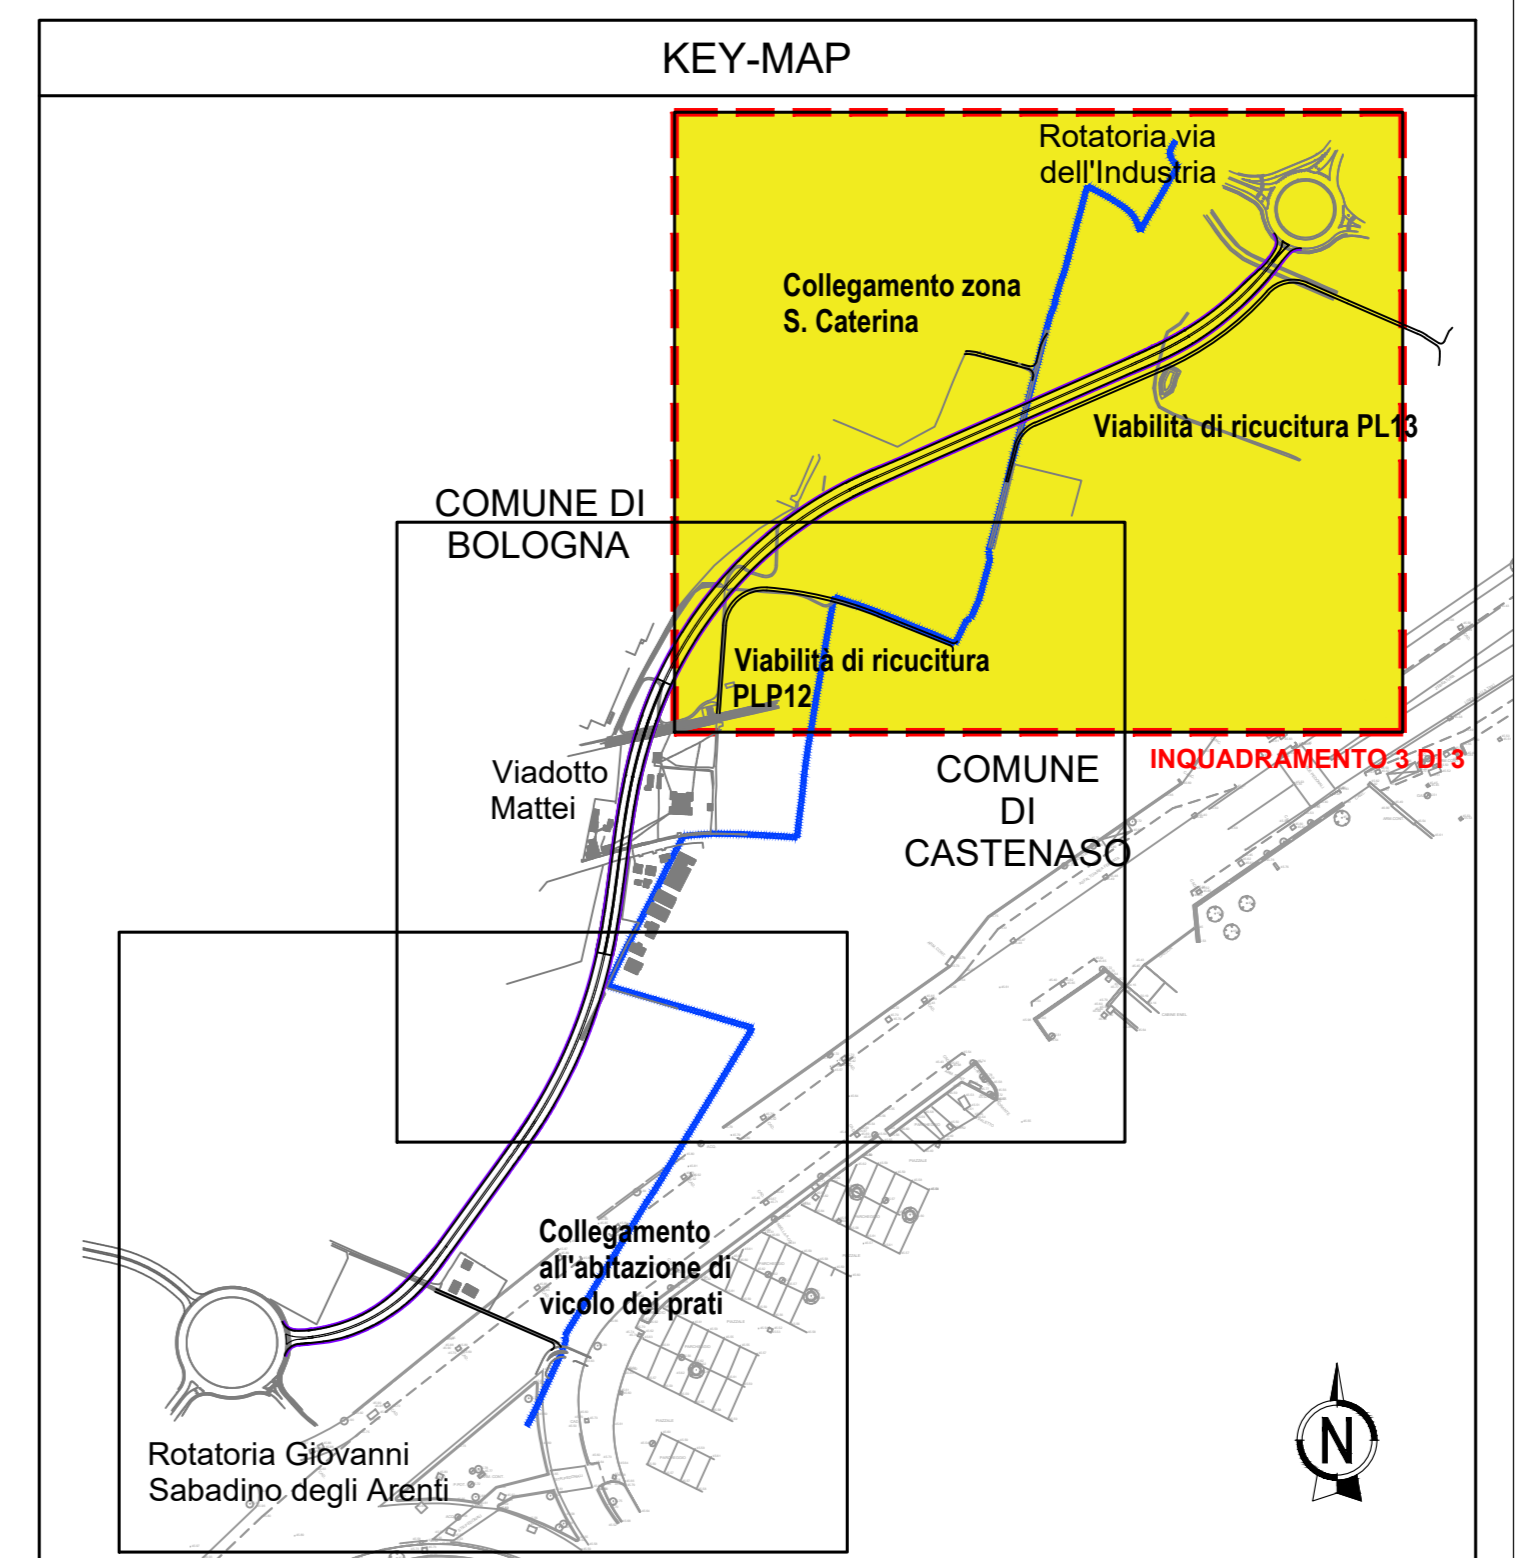 KEY-MAP
Rotatoria via
dell'Industria
Collegamento zona
S. Caterina
Viabilità di ricucitura PL13
COMUNE DI
BOLOGNA
Viabilità di ricucitura
PLP12
INQUADRAMENTO 3 DI 3
Viadotto
Mattei
COMUNE
DI
CASTENASO
Collegamento
all'abitazione di
vicolo dei prati
Rotatoria Giovanni
Sabadino degli Arenti
N